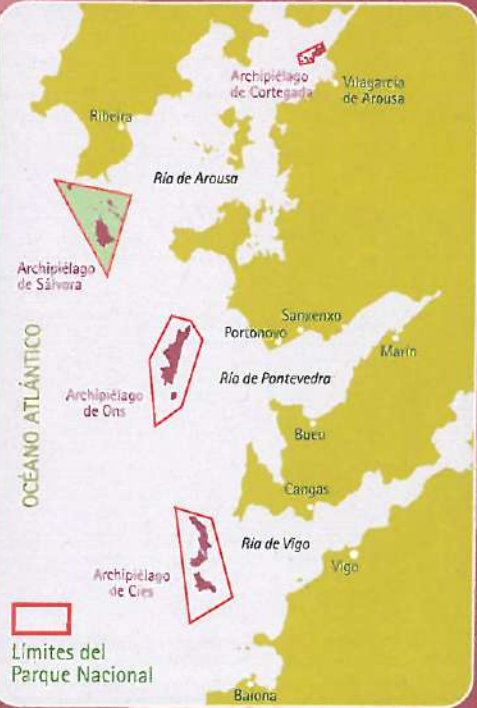 Archipiélago
de Cortegada
Vilagarcía
de Arousa
Ribeira
Ría de Arousa
Archipiélago
de Sálvora
OCÉANO ATLÁNTICO
Sanxenxo
Portonovo
Marín
Ría de Pontevedra
Archipiélago
de Ons
Bueu
Cangas
Ría de Vigo
Vigo
Archipiélago
de Cíes
Límites del
Parque Nacional
Baiona